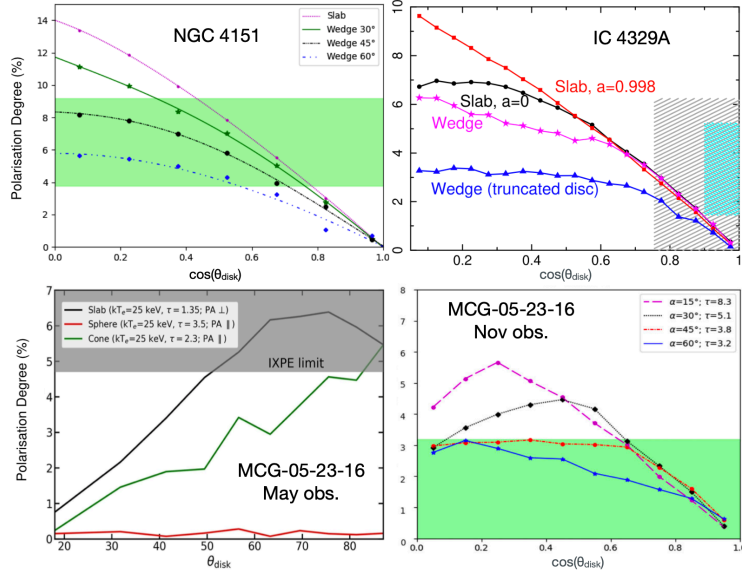 NGC 4151
Slab
Wedge 30°
Wedge 45°
Wedge 60°
Polarisation Degree (%)
14
12
10
8
6
4
2
0
0.0 0.2 0.4 0.6 0.8 1.0
cos(θdisk)
IC 4329A
Slab, a=0.998
Slab, a=0
Wedge
Wedge (truncated disc)
10
8
6
4
2
0
0.2 0.4 0.6 0.8 1.0
cos(θdisk)
Slab (kTe=25 keV, τ = 1.35; PA ⊥)
Sphere (kTe=25 keV, τ = 3.5; PA ∥)
Cone (kTe=25 keV, τ = 2.3; PA ∥)
IXPE limit
MCG-05-23-16
May obs.
Polarisation Degree (%)
7
6
5
4
3
2
1
0
20 30 40 50 60 70 80
θdisk
MCG-05-23-16
Nov obs.
α=15°; τ=8.3
α=30°; τ=5.1
α=45°; τ=3.8
α=60°; τ=3.2
8
7
6
5
4
3
2
1
0
0.0 0.2 0.4 0.6 0.8 1.0
cos(θdisk)